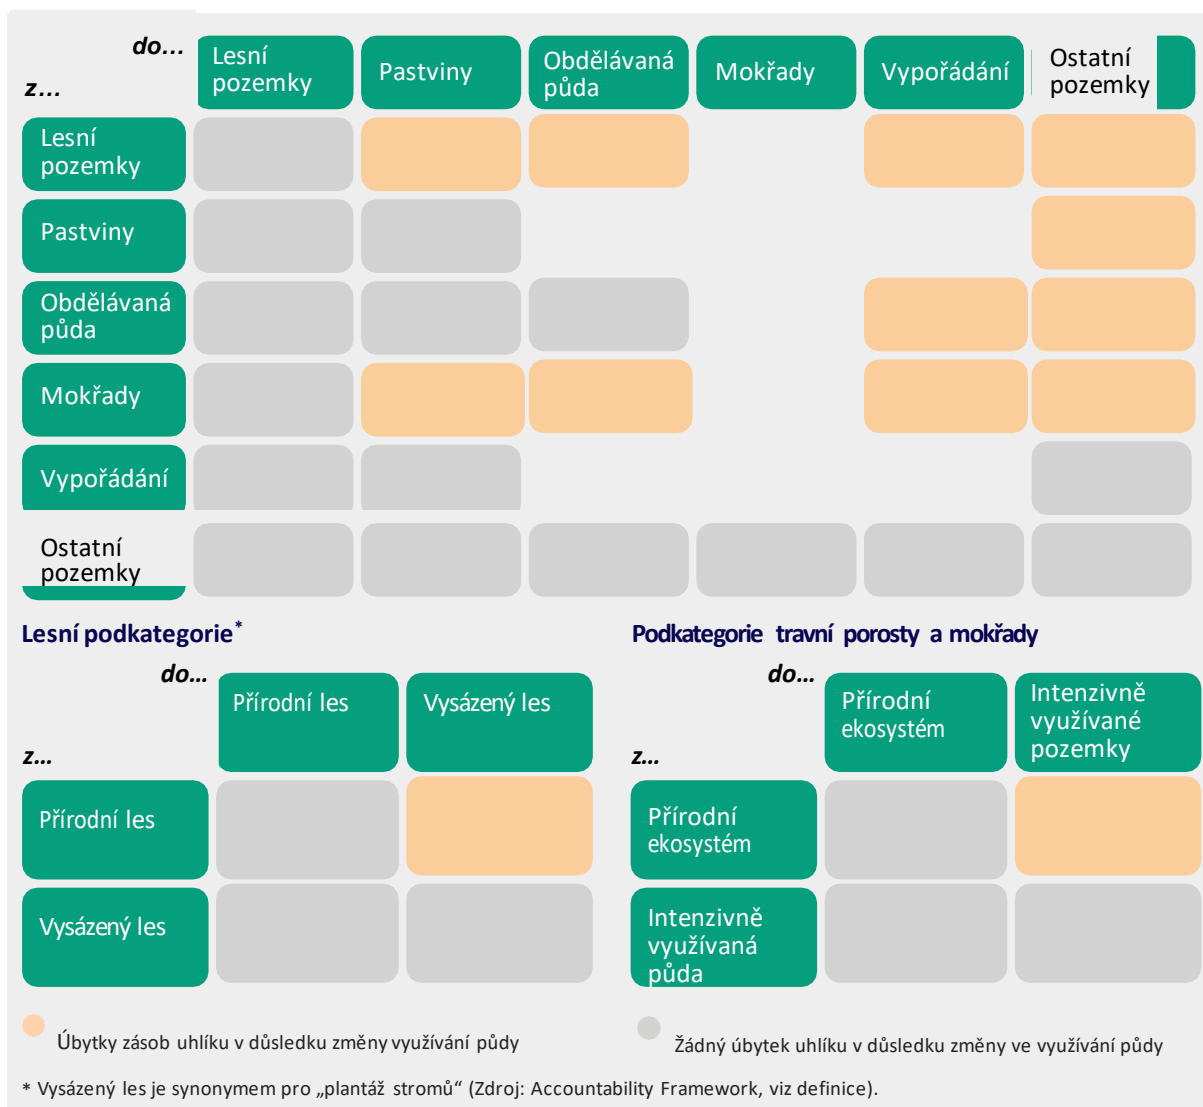 do...
z...
Lesní
pozemky
Pastviny
Obdělávaná
půda
Mokřady
Vypořádání
Ostatní
pozemky
Lesní
pozemky
Pastviny
Obdělávaná
půda
Mokřady
Vypořádání
Ostatní
pozemky
Lesní podkategorie*
do...
z...
Přírodní les
Vysázený les
Přírodní les
Vysázený les
Podkategorie travní porosty a mokřady
do...
z...
Přírodní
ekosystém
Intenzivně
využívané
pozemky
Přírodní
ekosystém
Intenzivně
využívaná
půda
Úbytky zásob uhlíku v důsledku změny využívání půdy
Žádný úbytek uhlíku v důsledku změny ve využívání půdy
* Vysázený les je synonymem pro „plantáž stromů“ (Zdroj: Accountability Framework, viz definice).